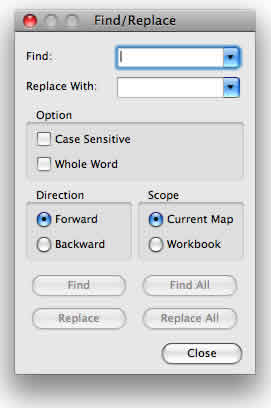 Find/Replace
Find:
Replace With:
Option
Case Sensitive
Whole Word
Direction Scope
Forward Current Map
Backward Workbook
Find Find All
Replace Replace All
Close